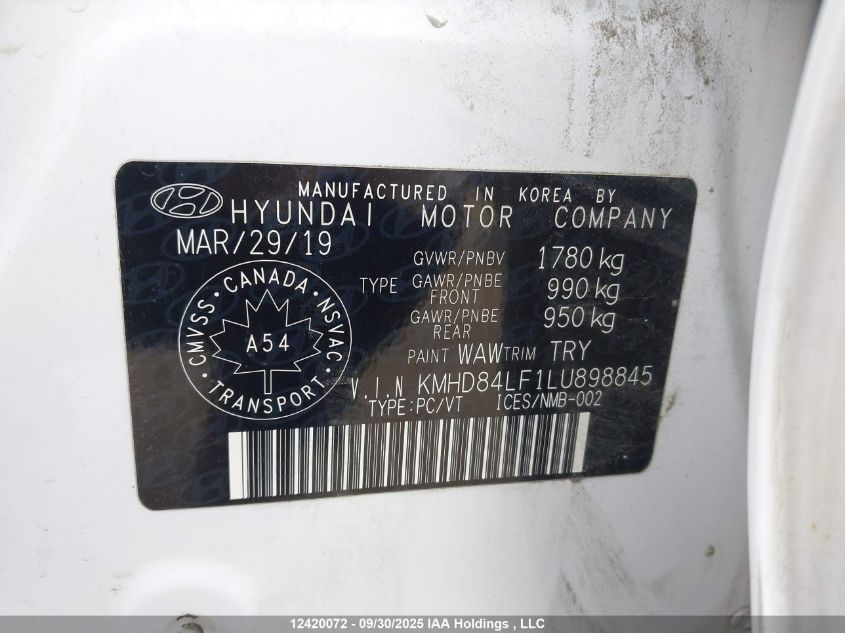 MANUFACTURED IN KOREA BY
HYUNDAI MOTOR COMPANY
MAR/29/19
GVWR/PNBV 1780 kg
TYPE GAWR/PNBE FRONT 990 kg
GAWR/PNBE REAR 950 kg
PAINT WAW TRIM TRY
V.I.N KMHD84LF1LU898845
TYPE:PC/VT ICES/NMB-002
CANADA · NSVAC · TRANSPORT · CMVSS ·
A54
12420072 - 09/30/2025 IAA Holdings , LLC